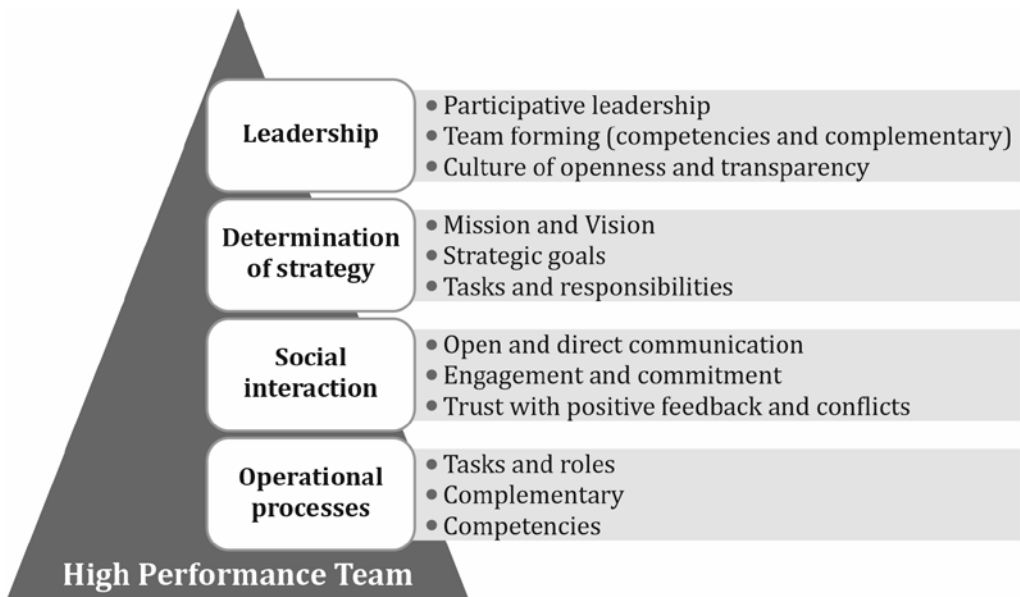 Leadership
• Participative leadership
• Team forming (competencies and complementary)
• Culture of openness and transparency
Determination
of strategy
• Mission and Vision
• Strategic goals
• Tasks and responsibilities
Social
interaction
• Open and direct communication
• Engagement and commitment
• Trust with positive feedback and conflicts
Operational
processes
• Tasks and roles
• Complementary
• Competencies
High Performance Team